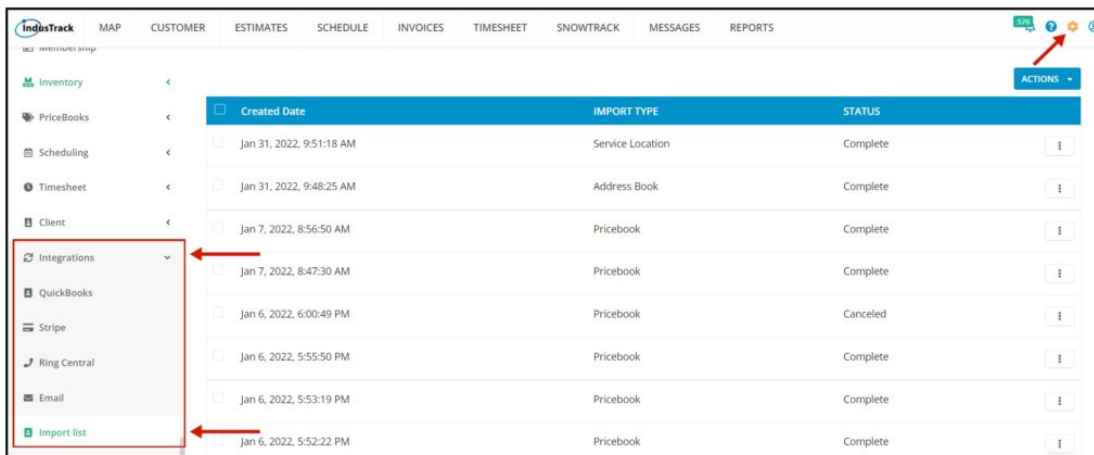 IndusTrack MAP CUSTOMER ESTIMATES SCHEDULE INVOICES TIMESHEET SNOWTRACK MESSAGES REPORTS 570
Membership
Inventory
PriceBooks
Scheduling
Timesheet
Client
Integrations
QuickBooks
Stripe
Ring Central
Email
Import list
ACTIONS
Created Date IMPORT TYPE STATUS
Jan 31, 2022, 9:51:18 AM Service Location Complete
Jan 31, 2022, 9:48:25 AM Address Book Complete
Jan 7, 2022, 8:56:50 AM Pricebook Complete
Jan 7, 2022, 8:47:30 AM Pricebook Complete
Jan 6, 2022, 6:00:49 PM Pricebook Canceled
Jan 6, 2022, 5:55:50 PM Pricebook Complete
Jan 6, 2022, 5:53:19 PM Pricebook Complete
Jan 6, 2022, 5:52:22 PM Pricebook Complete